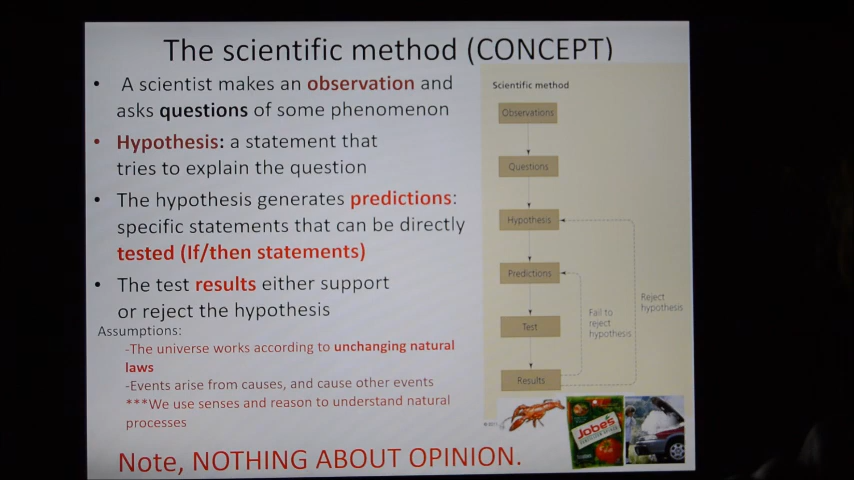 The scientific method (CONCEPT)
• A scientist makes an observation and
asks questions of some phenomenon
• Hypothesis: a statement that
tries to explain the question
• The hypothesis generates predictions:
specific statements that can be directly
tested (If/then statements)
• The test results either support
or reject the hypothesis
Assumptions:
-The universe works according to unchanging natural
laws
-Events arise from causes, and cause other events
***We use senses and reason to understand natural
processes
Note, NOTHING ABOUT OPINION.
Scientific method
Observations
Questions
Hypothesis
Predictions
Test
Results
Fail to
reject
hypothesis
Reject
hypothesis
Jobe's